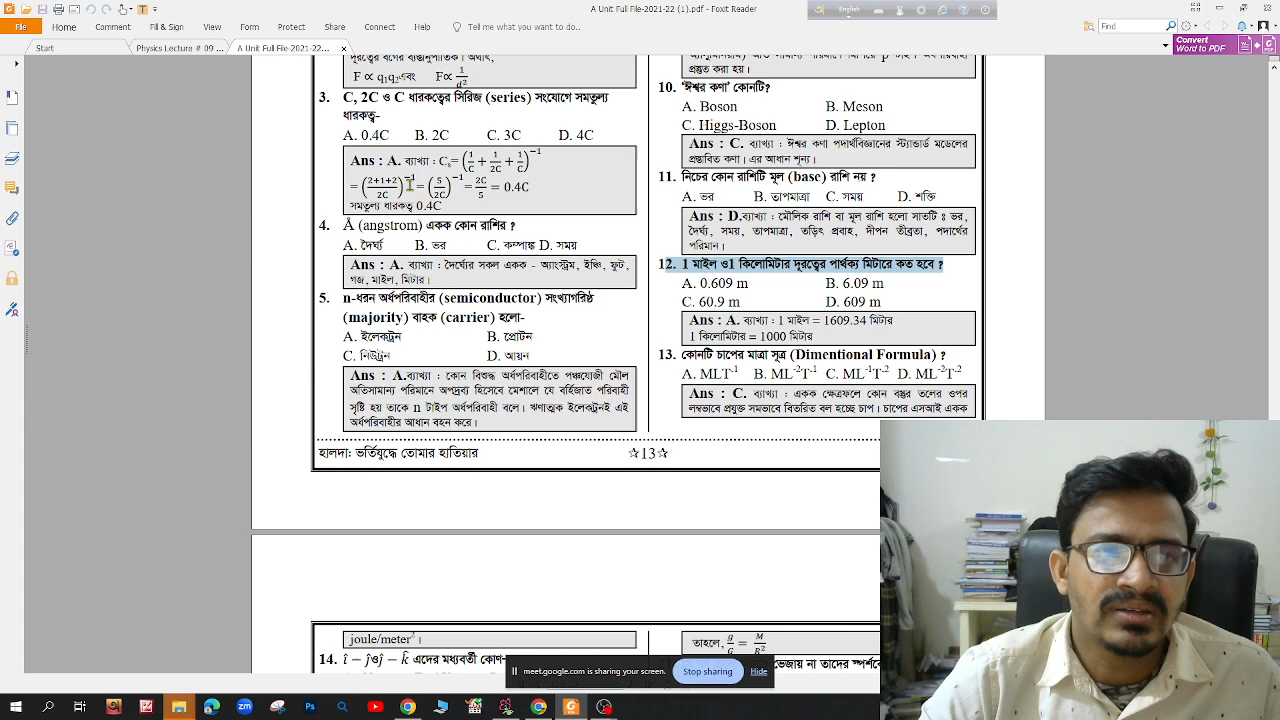 A Unit Full File-2021-22 (1).pdf - Foxit Reader
English
File Home Comment Fill & Sign View Form Protect Share Connect Help Tell me what you want to do...
Find
Start Physics Lecture # 09 ... A Unit Full File-2021-22...
Convert
Word to PDF
F ∝ q₁q₂এবং F∝ 1/d²
3. C, 2C ও C ধারকত্বের সিরিজ (series) সংযোগে সমতুল্য
ধারকত্ব-
A. 0.4C B. 2C C. 3C D. 4C
Ans : A. ব্যাখ্যা : Cₛ= (1/C + 1/2C + 1/C)⁻¹
= (2+1+2/2C)⁻¹ = (5/2C)⁻¹ = 2C/5 = 0.4C
সমতুল্য ধারকত্ব 0.4C
4. Å (angstrom) একক কোন রাশির ?
A. দৈর্ঘ্য B. ভর C. কম্পাঙ্ক D. সময়
Ans : A. ব্যাখ্যা : দৈর্ঘ্যের সকল একক - অ্যাংস্ট্রম, ইঞ্চি, ফুট,
গজ, মাইল, মিটার।
5. n-ধরন অর্ধপরিবাহীর (semiconductor) সংখ্যাগরিষ্ঠ
(majority) বাহক (carrier) হলো-
A. ইলেকট্রন B. প্রোটন
C. নিউট্রন D. আয়ন
Ans : A.ব্যাখ্যা : কোন বিশুদ্ধ অর্ধপরিবাহীতে পঞ্চযোজী মৌল
অতিসামান্য পরিমানে অপদ্রব্য হিসেবে মেশালে যে বর্হিজাত পরিবাহী
সৃষ্টি হয় তাকে n টাইপ অর্ধপরিবাহী বলে। ঋণাত্মক ইলেকট্রনই এই
অর্ধপরিবাহীর আধান বহন করে।
প্রস্তুত করা হয়।
10. ‘ঈশ্বর কণা’ কোনটি?
A. Boson B. Meson
C. Higgs-Boson D. Lepton
Ans : C. ব্যাখ্যা : ঈশ্বর কণা পদার্থবিজ্ঞানের স্ট্যান্ডার্ড মডেলের
প্রস্তাবিত কণা। এর আধান শূন্য।
11. নিচের কোন রাশিটি মূল (base) রাশি নয় ?
A. ভর B. তাপমাত্রা C. সময় D. শক্তি
Ans : D.ব্যাখ্যা : মৌলিক রাশি বা মূল রাশি হলো সাতটি ঃ ভর,
দৈর্ঘ্য, সময়, তাপমাত্রা, তড়িৎ প্রবাহ, দীপন তীব্রতা, পদার্থের
পরিমান।
12. 1 মাইল ও1 কিলোমিটার দূরত্বের পার্থক্য মিটারে কত হবে ?
A. 0.609 m B. 6.09 m
C. 60.9 m D. 609 m
Ans : A. ব্যাখ্যা : 1 মাইল = 1609.34 মিটার
1 কিলোমিটার = 1000 মিটার
13. কোনটি চাপের মাত্রা সূত্র (Dimentional Formula) ?
A. MLT⁻¹ B. ML⁻²T⁻¹ C. ML⁻¹T⁻² D. ML⁻²T⁻²
Ans : C. ব্যাখ্যা : একক ক্ষেত্রফলে কোন বস্তুর তলের ওপর
লম্বভাবে প্রযুক্ত সমভাবে বিতরিত বল হচ্ছে চাপ। চাপের এসআই একক
হালদা: ভর্তিযুদ্ধে তোমার হাতিয়ার ☆13☆
joule/meter²।
14. î − ĵও ĵ − k̂ এদের মধ্যবর্তী কোণ-
তাহলে, g/G = M/R²
meet.google.com is sharing your screen. Stop sharing Hide